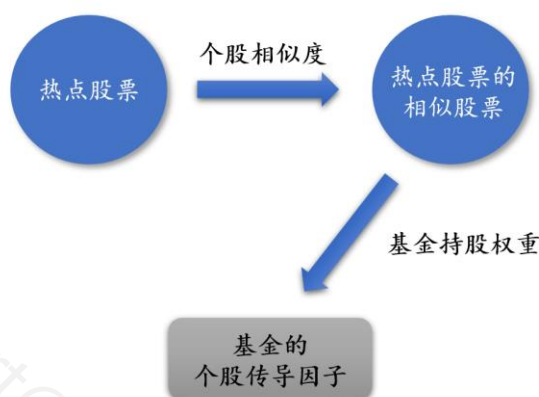 个股相似度
热点股票
热点股票的
相似股票
基金持股权重
基金的
个股传导因子